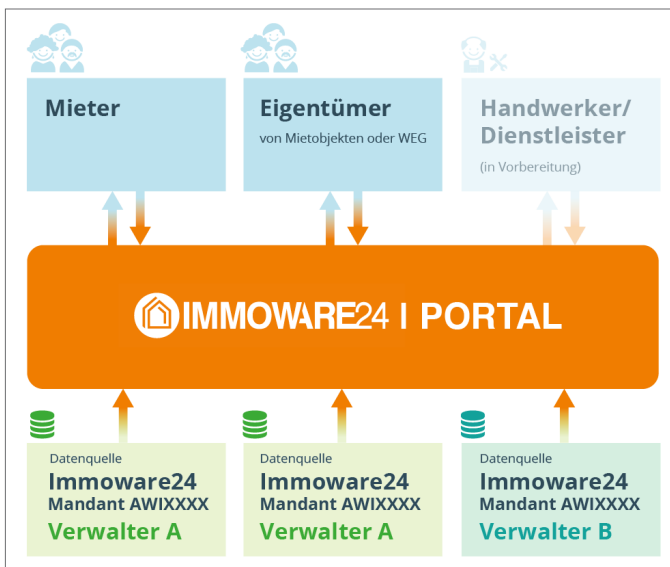 Mieter
Eigentümer
von Mietobjekten oder WEG
Handwerker/
Dienstleister
(in Vorbereitung)
IMMOWARE24 I PORTAL
Datenquelle
Immoware24
Mandant AWIXXXX
Verwalter A
Datenquelle
Immoware24
Mandant AWIXXXX
Verwalter A
Datenquelle
Immoware24
Mandant AWIXXXX
Verwalter B